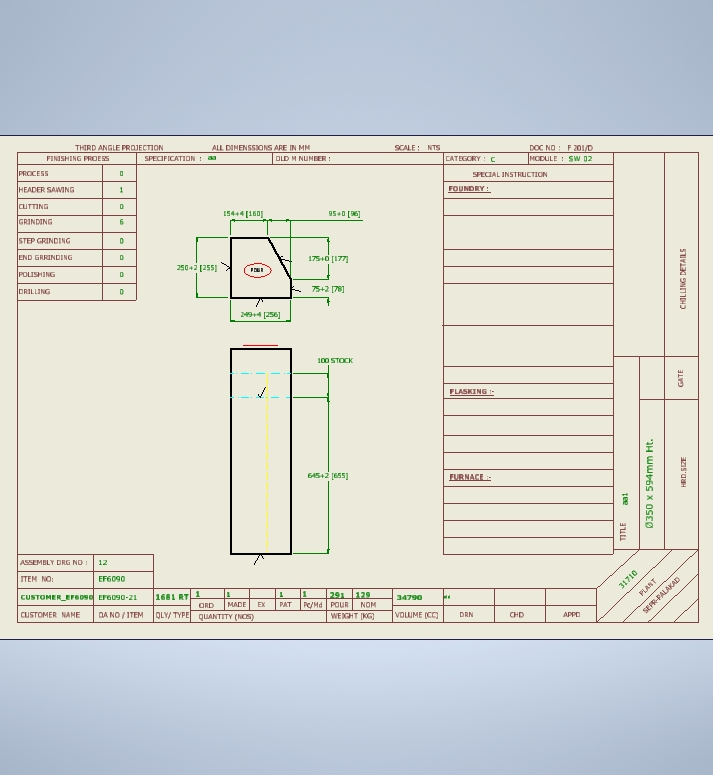 THIRD ANGLE PROJECTION ALL DIMENSSIONS ARE IN MM SCALE : NTS DOC NO : F 201/D
FINISHING PROESS SPECIFICATION : aa OLD M NUMBER : CATEGORY : C MODULE : SW 02
PROCESS 0
HEADER SAWING 1
CUTTING 0
GRINDING 6
STEP GRINDING 0
END GRRINDING 0
POLISHING 0
DRILLING 0
154+4 [160] 95+0 [96]
250+2 [255]
POUR
175+0 [177]
75+2 [78]
249+4 [256]
100 STOCK
645+2 [655]
SPECIAL INSTRUCTION
FOUNDRY :
FLASKING :-
FURNACE :-
CHILLING DETAILS
GATE
HRD.SIZE
Ø350 x 594mm Ht.
TITLE aa1
31710
PLANT
SEPR-PALAKAD
ASSEMBLY DRG NO : 12
ITEM NO: EF6090
CUSTOMER_EF6090 EF6090-21 1681 RT 1 1 1 1 291 129 34790 "
ORD MADE EX PAT Pc/Md POUR NOM
CUSTOMER NAME OA NO / ITEM QLY/ TYPE QUANTITY (NOS) WEIGHT (KG) VOLUME (CC) DRN CHD APPD